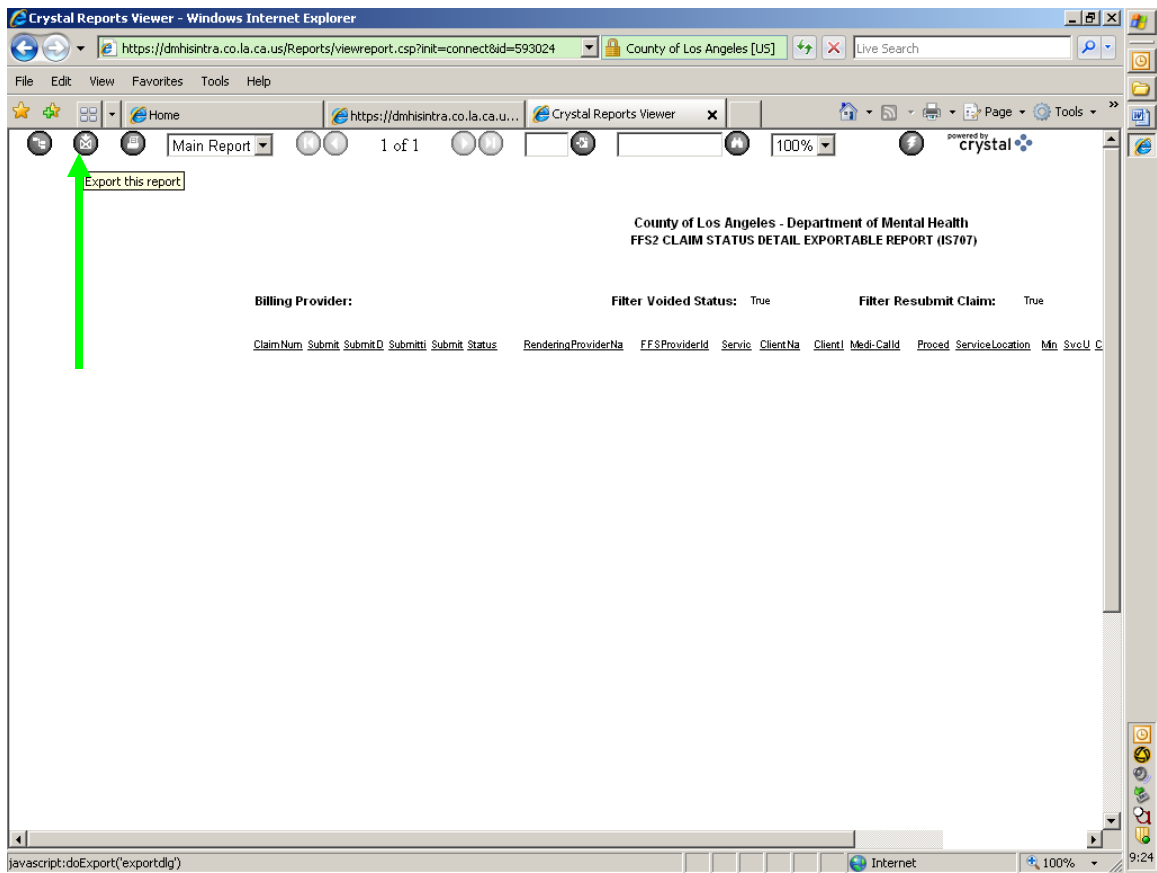 Crystal Reports Viewer - Windows Internet Explorer
https://dmhisintra.co.la.ca.us/Reports/viewreport.csp?init=connect&id=593024 County of Los Angeles [US] Live Search
File Edit View Favorites Tools Help
Home https://dmhisintra.co.la.ca.u... Crystal Reports Viewer Page Tools
Main Report 1 of 1 100% powered by crystal
Export this report
County of Los Angeles - Department of Mental Health
FFS2 CLAIM STATUS DETAIL EXPORTABLE REPORT (IS707)
Billing Provider: Filter Voided Status: True Filter Resubmit Claim: True
ClaimNum Submit SubmitD Submitti Submit Status RenderingProviderNa FFSProviderId Servic ClientNa ClientI Medi-CalId Proced ServiceLocation Min SvcU C
javascript:doExport('exportdlg') Internet 100% 9:24